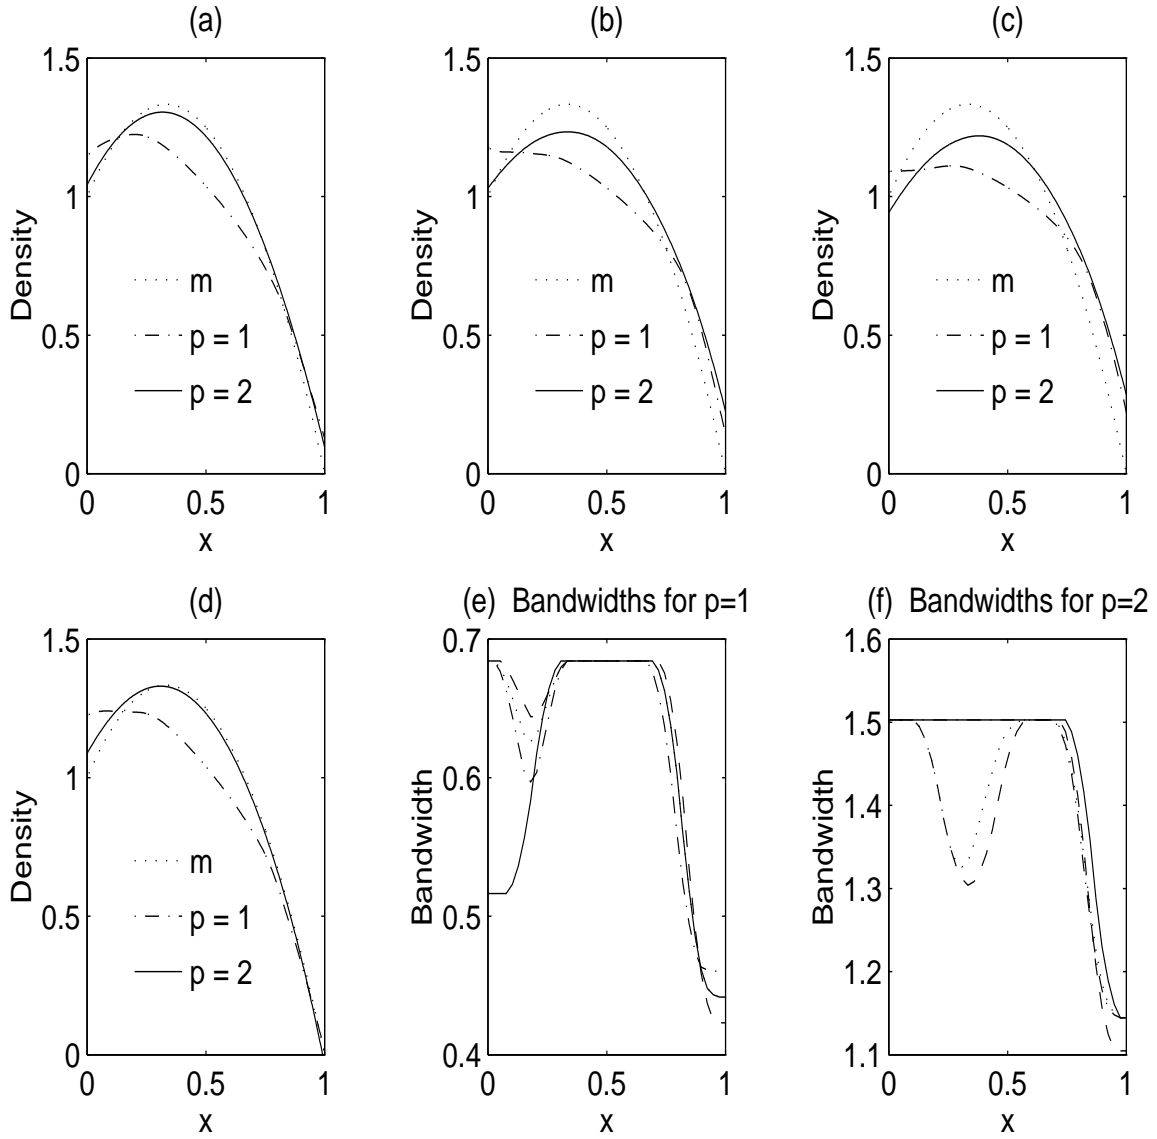 (a)
1.5
1
0.5
0
Density
m
p = 1
p = 2
0
0.5
1
x
(b)
1.5
1
0.5
0
Density
m
p = 1
p = 2
0
0.5
1
x
(c)
1.5
1
0.5
0
Density
m
p = 1
p = 2
0
0.5
1
x
(d)
1.5
1
0.5
0
Density
m
p = 1
p = 2
0
0.5
1
x
(e) Bandwidths for p=1
0.7
0.6
0.5
0.4
Bandwidth
0
0.5
1
x
(f) Bandwidths for p=2
1.6
1.5
1.4
1.3
1.2
1.1
Bandwidth
0
0.5
1
x